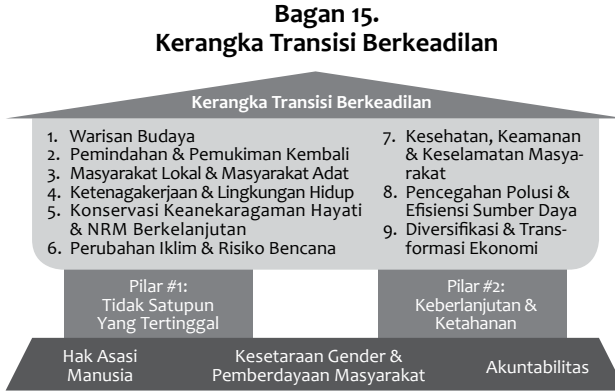 Bagan 15.
Kerangka Transisi Berkeadilan
Kerangka Transisi Berkeadilan
1. Warisan Budaya
2. Pemindahan & Pemukiman Kembali
3. Masyarakat Lokal & Masyarakat Adat
4. Ketenagakerjaan & Lingkungan Hidup
5. Konservasi Keanekaragaman Hayati
& NRM Berkelanjutan
6. Perubahan Iklim & Risiko Bencana
7. Kesehatan, Keamanan
& Keselamatan Masya-
rakat
8. Pencegahan Polusi &
Efisiensi Sumber Daya
9. Diversifikasi & Trans-
formasi Ekonomi
Pilar #1:
Tidak Satupun
Yang Tertinggal
Pilar #2:
Keberlanjutan &
Ketahanan
Hak Asasi
Manusia
Kesetaraan Gender &
Pemberdayaan Masyarakat
Akuntabilitas